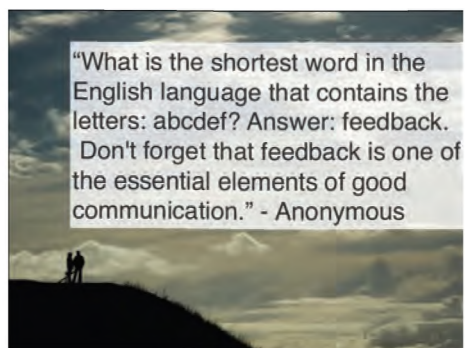 “What is the shortest word in the
English language that contains the
letters: abcdef? Answer: feedback.
Don't forget that feedback is one of
the essential elements of good
communication.” - Anonymous